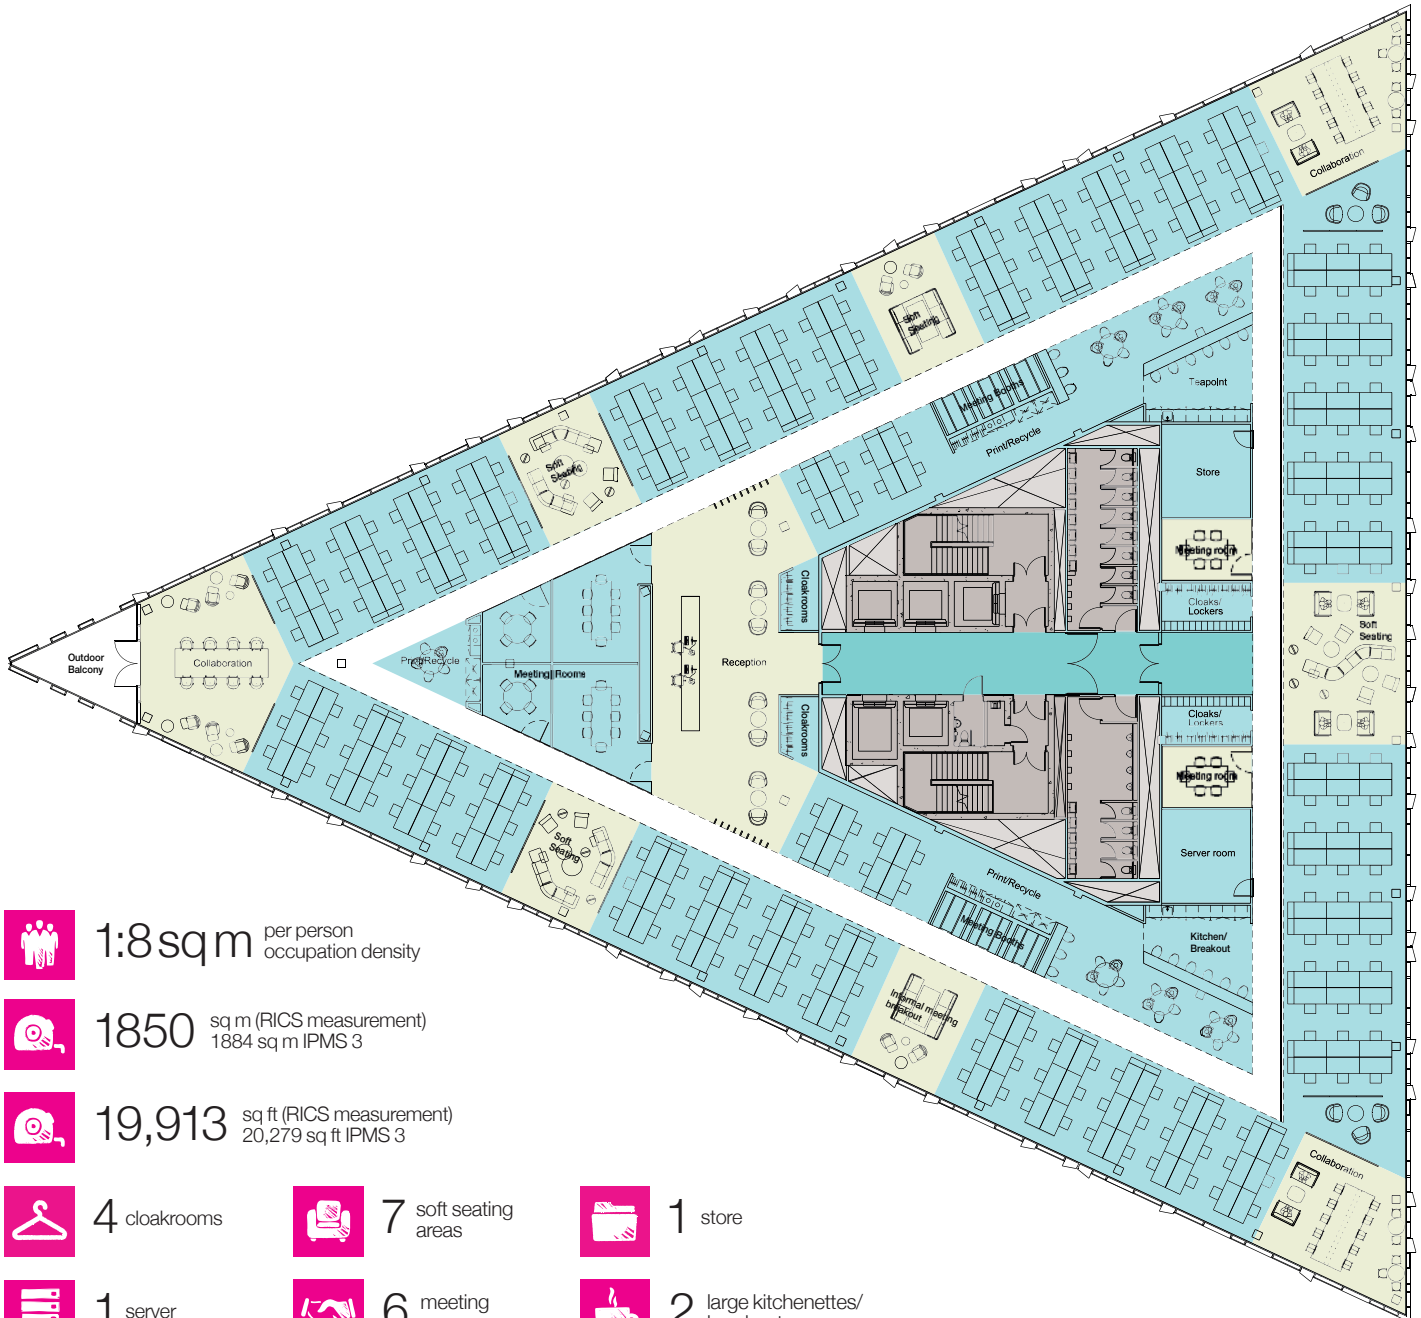 Collaboration
Soft
Seating
Meeting Booths
Teapoint
Print/Recycle
Soft
Seating
Store
Meeting room
Cloakrooms
Cloaks/
Lockers
Soft
Seating
Outdoor
Balcony
Collaboration
Print/Recycle
Meeting Rooms
Reception
Cloakrooms
Cloaks/
Lockers
Meeting room
Soft
Seating
Server room
Print/Recycle
Meeting Booths
Kitchen/
Breakout
Informal meeting
breakout
Collaboration
1:8 sq m per person
occupation density
1850 sq m (RICS measurement)
1884 sq m IPMS 3
19,913 sq ft (RICS measurement)
20,279 sq ft IPMS 3
4 cloakrooms
7 soft seating
areas
1 store
1 server
6 meeting
2 large kitchenettes/